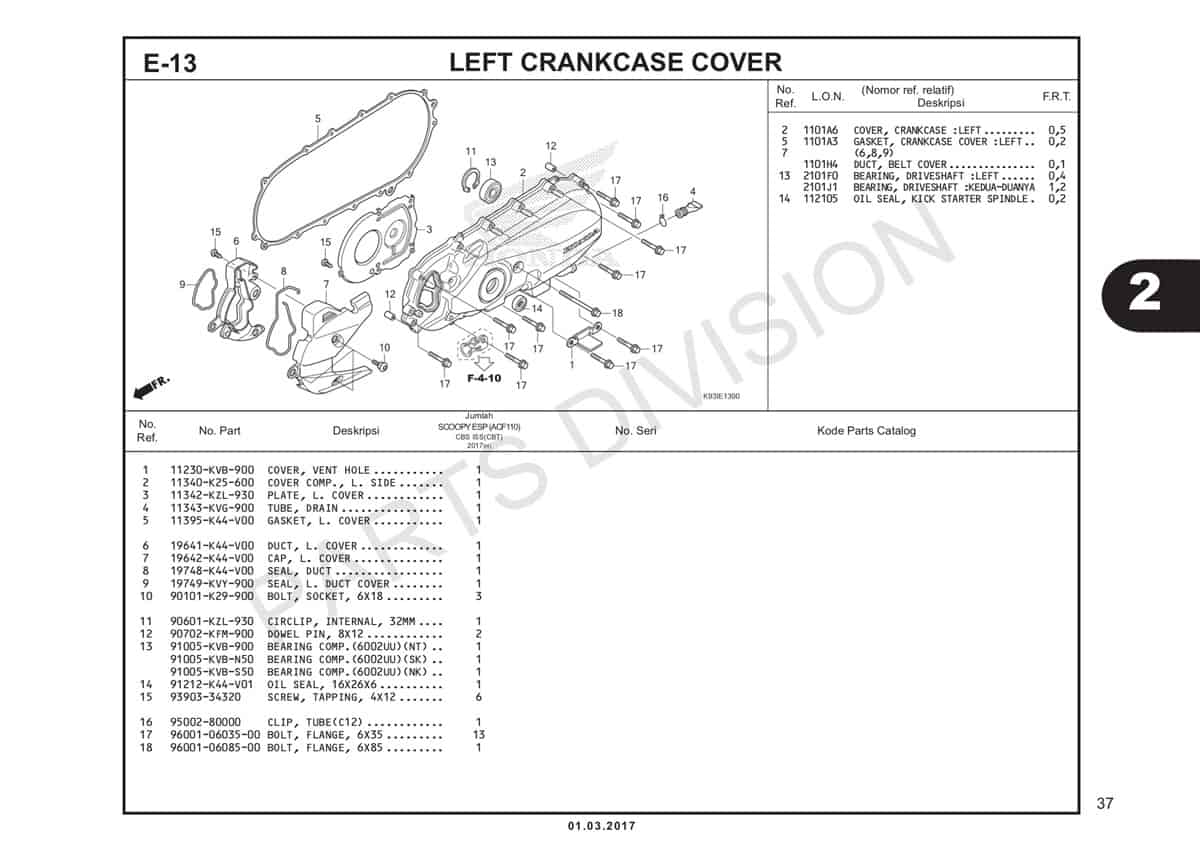 E-13
LEFT CRANKCASE COVER
No. Ref. L.O.N. (Nomor ref. relatif) Deskripsi F.R.T.
2 1101A6 COVER, CRANKCASE :LEFT ......... 0,5
5 1101A3 GASKET, CRANKCASE COVER :LEFT.. 0,2
7 (6,8,9)
1101H4 DUCT, BELT COVER............... 0,1
13 2101F0 BEARING, DRIVESHAFT :LEFT...... 0,4
2101J1 BEARING, DRIVESHAFT :KEDUA-DUANYA 1,2
14 112105 OIL SEAL, KICK STARTER SPINDLE. 0,2
5
11
13
12
2
17
17
16
4
3
17
15
6
15
9
8
7
12
17
14
18
10
17
17
17
1
17
17
17
F-4-10
FR.
K93IE1300
2
PARTS DIVISION
No. Ref. No. Part Deskripsi Jumlah SCOOPY ESP (ACF110) CBS ISS(CBT) 2017(H) No. Seri Kode Parts Catalog
1 11230-KVB-900 COVER, VENT HOLE ........... 1
2 11340-K25-600 COVER COMP., L. SIDE ....... 1
3 11342-KZL-930 PLATE, L. COVER ............ 1
4 11343-KVG-900 TUBE, DRAIN ................ 1
5 11395-K44-V00 GASKET, L. COVER ........... 1
6 19641-K44-V00 DUCT, L. COVER ............. 1
7 19642-K44-V00 CAP, L. COVER .............. 1
8 19748-K44-V00 SEAL, DUCT ................. 1
9 19749-KVY-900 SEAL, L. DUCT COVER ........ 1
10 90101-K29-900 BOLT, SOCKET, 6X18 ......... 3
11 90601-KZL-930 CIRCLIP, INTERNAL, 32MM .... 1
12 90702-KFM-900 DOWEL PIN, 8X12 ............ 2
13 91005-KVB-900 BEARING COMP.(6002UU)(NT) .. 1
91005-KVB-N50 BEARING COMP.(6002UU)(SK) .. 1
91005-KVB-S50 BEARING COMP.(6002UU)(NK) .. 1
14 91212-K44-V01 OIL SEAL, 16X26X6 .......... 1
15 93903-34320 SCREW, TAPPING, 4X12 ....... 6
16 95002-80000 CLIP, TUBE(C12) ............ 1
17 96001-06035-00 BOLT, FLANGE, 6X35 ......... 13
18 96001-06085-00 BOLT, FLANGE, 6X85 ......... 1
37
01.03.2017